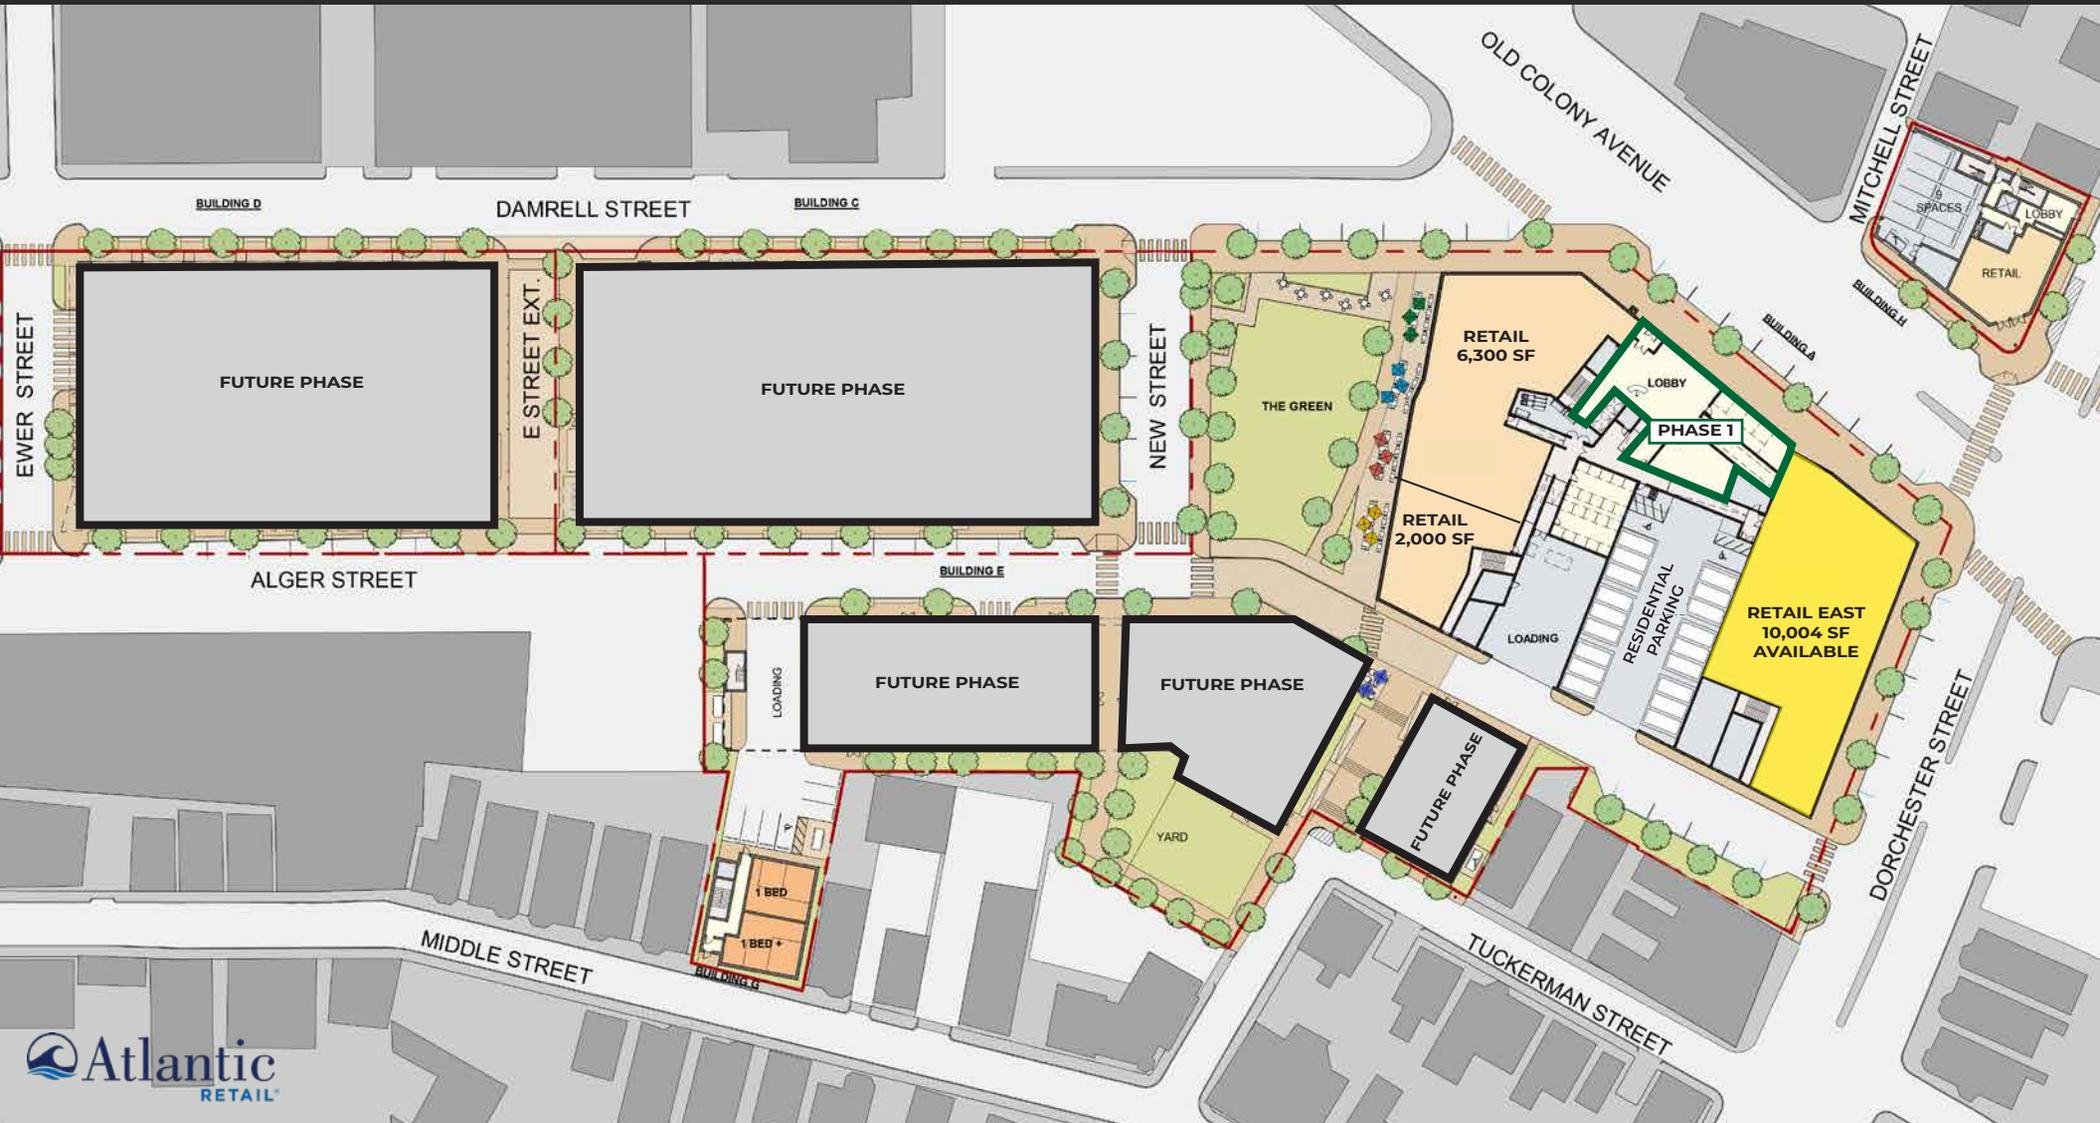 OLD COLONY AVENUE
MITCHELL STREET
BUILDING D
DAMRELL STREET
BUILDING C
9
SPACES
LOBBY
RETAIL
BUILDING H
BUILDING A
EWER STREET
FUTURE PHASE
E STREET EXT.
FUTURE PHASE
NEW STREET
THE GREEN
RETAIL
6,300 SF
LOBBY
PHASE 1
RETAIL
2,000 SF
ALGER STREET
BUILDING E
LOADING
RESIDENTIAL
PARKING
RETAIL EAST
10,004 SF
AVAILABLE
LOADING
FUTURE PHASE
FUTURE PHASE
FUTURE PHASE
DORCHESTER STREET
YARD
1 BED
1 BED +
BUILDING G
MIDDLE STREET
TUCKERMAN STREET
Atlantic
RETAIL